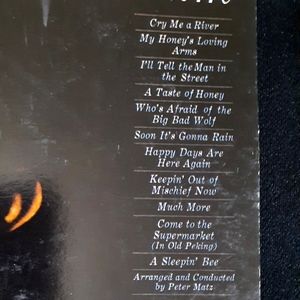 Cry Me a River
My Honey's Loving
Arms
I'll Tell the Man in
the Street
A Taste of Honey
Who's Afraid of the
Big Bad Wolf
Soon It's Gonna Rain
Happy Days Are
Here Again
Keepin' Out of
Mischief Now
Much More
Come to the
Supermarket
(In Old Peking)
A Sleepin' Bee
Arranged and Conducted
by Peter Matz